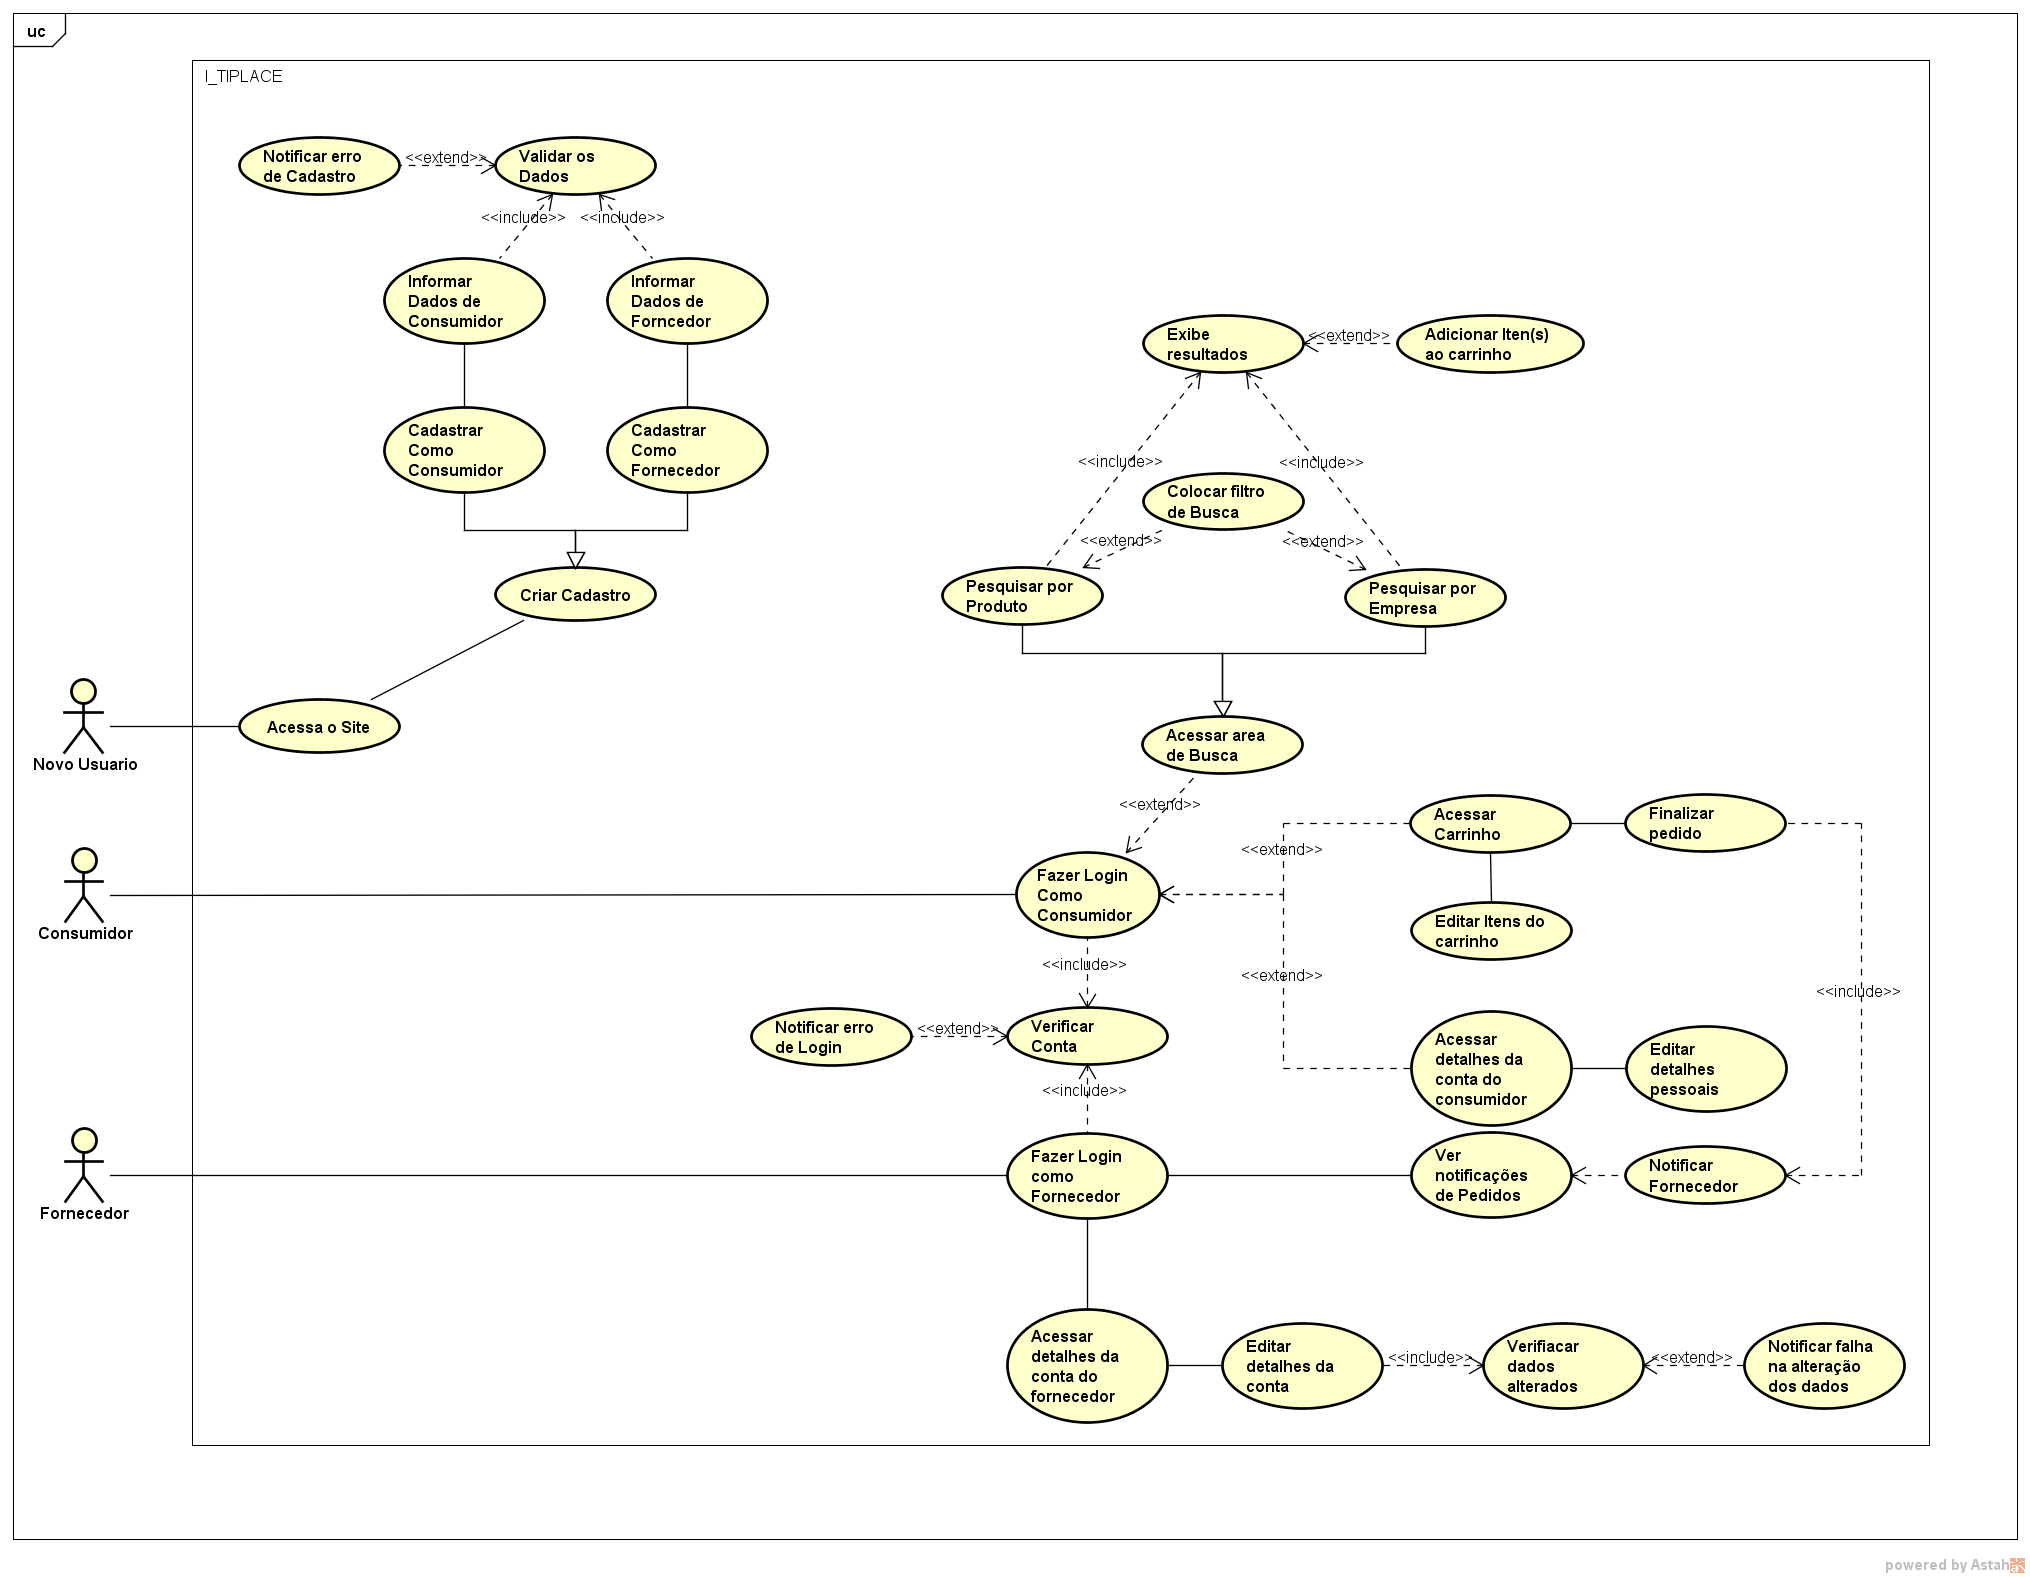 uc
I_TIPLACE
Notificar erro
de Cadastro
<<extend>>
Validar os
Dados
<<include>>
<<include>>
Informar
Dados de
Consumidor
Informar
Dados de
Forncedor
Cadastrar
Como
Consumidor
Cadastrar
Como
Fornecedor
Criar Cadastro
Acessa o Site
Novo Usuario
Exibe
resultados
<<extend>>
Adicionar Iten(s)
ao carrinho
<<include>>
<<include>>
Colocar filtro
de Busca
<<extend>>
<<extend>>
Pesquisar por
Produto
Pesquisar por
Empresa
Acessar area
de Busca
<<extend>>
Consumidor
Fazer Login
Como
Consumidor
<<extend>>
<<extend>>
Acessar
Carrinho
Finalizar
pedido
Editar Itens do
carrinho
<<include>>
<<include>>
Notificar erro
de Login
<<extend>>
Verificar
Conta
<<include>>
Acessar
detalhes da
conta do
consumidor
Editar
detalhes
pessoais
Fornecedor
Fazer Login
como
Fornecedor
Ver
notificações
de Pedidos
Notificar
Fornecedor
Acessar
detalhes da
conta do
fornecedor
Editar
detalhes da
conta
<<include>>
Verifiacar
dados
alterados
<<extend>>
Notificar falha
na alteração
dos dados
powered by Astah